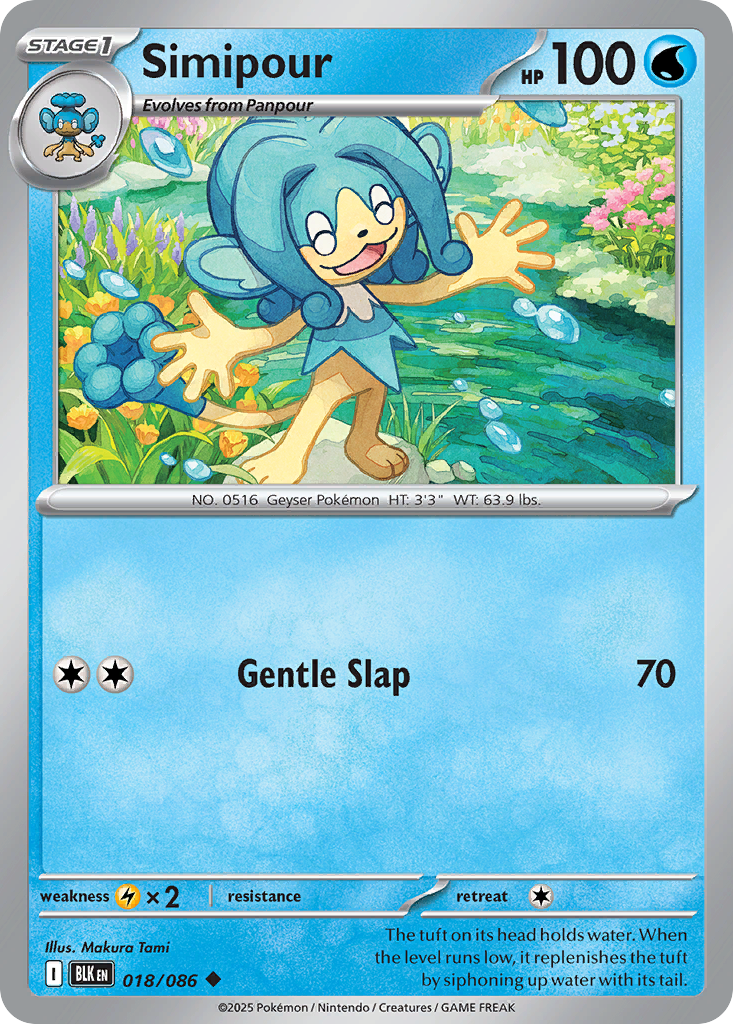 STAGE1
Simipour
HP 100
Evolves from Panpour
NO. 0516 Geyser Pokémon HT: 3'3" WT: 63.9 lbs.
Gentle Slap 70
weakness ×2 resistance retreat
Illus. Makura Tami
The tuft on its head holds water. When
the level runs low, it replenishes the tuft
by siphoning up water with its tail.
I BLK EN 018/086
©2025 Pokémon / Nintendo / Creatures / GAME FREAK